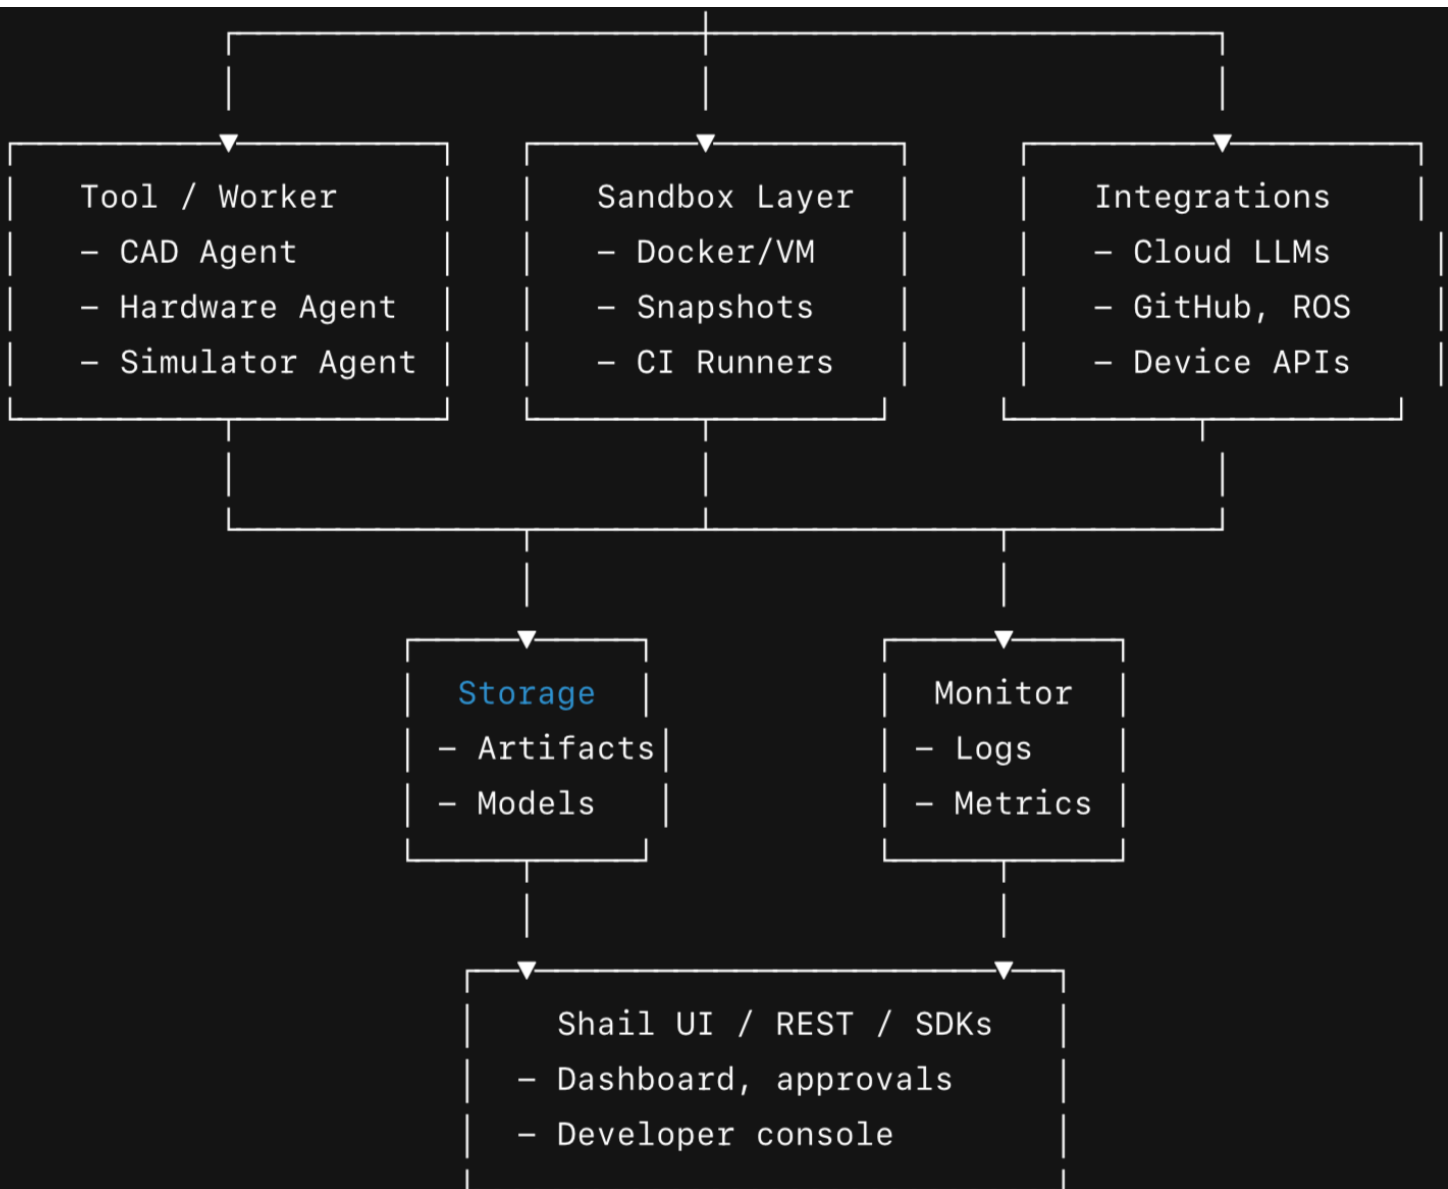 Tool / Worker
– CAD Agent
– Hardware Agent
– Simulator Agent
Sandbox Layer
– Docker/VM
– Snapshots
– CI Runners
Integrations
– Cloud LLMs
– GitHub, ROS
– Device APIs
Storage
– Artifacts
– Models
Monitor
– Logs
– Metrics
Shail UI / REST / SDKs
– Dashboard, approvals
– Developer console